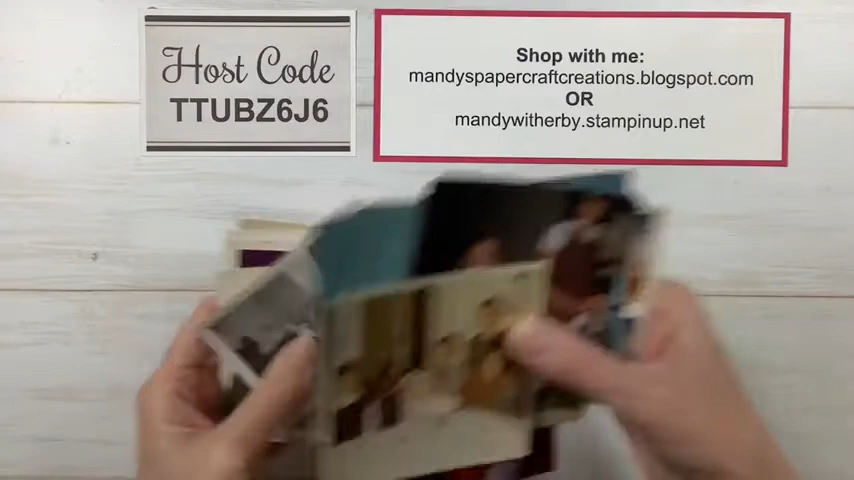 Host Code
TTUBZ6J6
Shop with me:
mandyspapercraftcreations.blogspot.com
OR
mandywitherby.stampinup.net